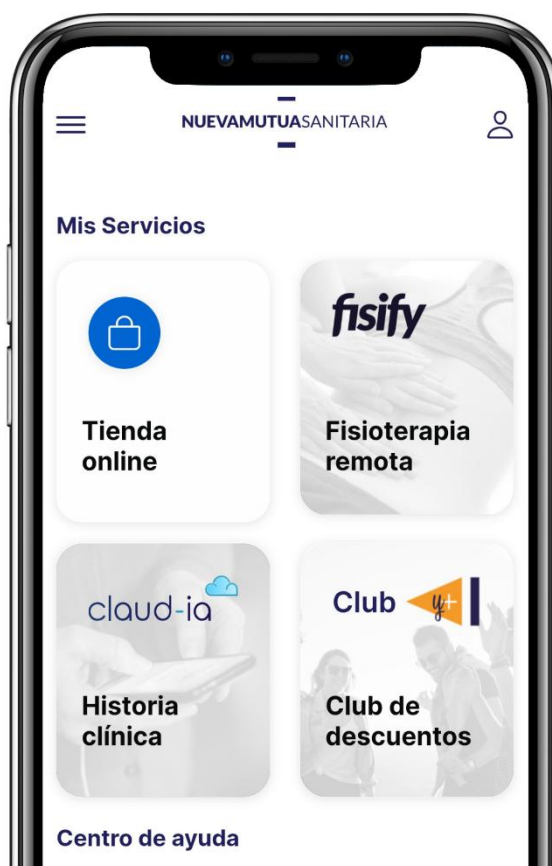 NUEVAMUTUASANITARIA
Mis Servicios
Tienda
online
fisify
Fisioterapia
remota
claud-ia
Historia
clínica
Club y+
Club de
descuentos
Centro de ayuda